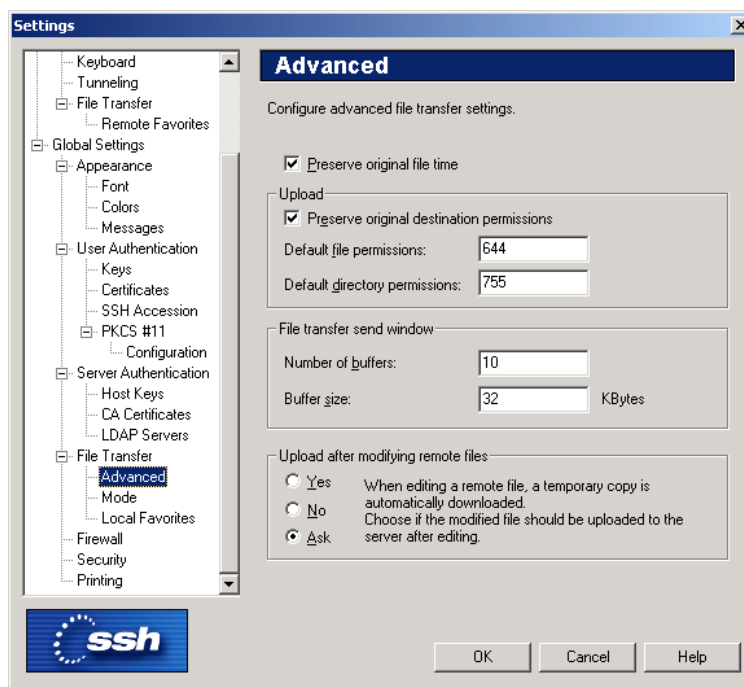 Settings
Keyboard
Tunneling
File Transfer
Remote Favorites
Global Settings
Appearance
Font
Colors
Messages
User Authentication
Keys
Certificates
SSH Accession
PKCS #11
Configuration
Server Authentication
Host Keys
CA Certificates
LDAP Servers
File Transfer
Advanced
Mode
Local Favorites
Firewall
Security
Printing
ssh
Advanced
Configure advanced file transfer settings.
Preserve original file time
Upload
Preserve original destination permissions
Default file permissions: 644
Default directory permissions: 755
File transfer send window
Number of buffers: 10
Buffer size: 32 KBytes
Upload after modifying remote files
Yes
No
Ask
When editing a remote file, a temporary copy is
automatically downloaded.
Choose if the modified file should be uploaded to the
server after editing.
OK Cancel Help